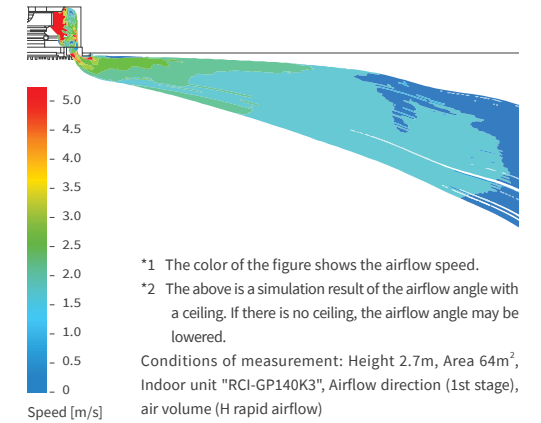 5.0
4.5
4.0
3.5
3.0
2.5
2.0
1.5
1.0
0.5
0
Speed [m/s]
*1 The color of the figure shows the airflow speed.
*2 The above is a simulation result of the airflow angle with
a ceiling. If there is no ceiling, the airflow angle may be
lowered.
Conditions of measurement: Height 2.7m, Area 64m²,
Indoor unit "RCI-GP140K3", Airflow direction (1st stage),
air volume (H rapid airflow)